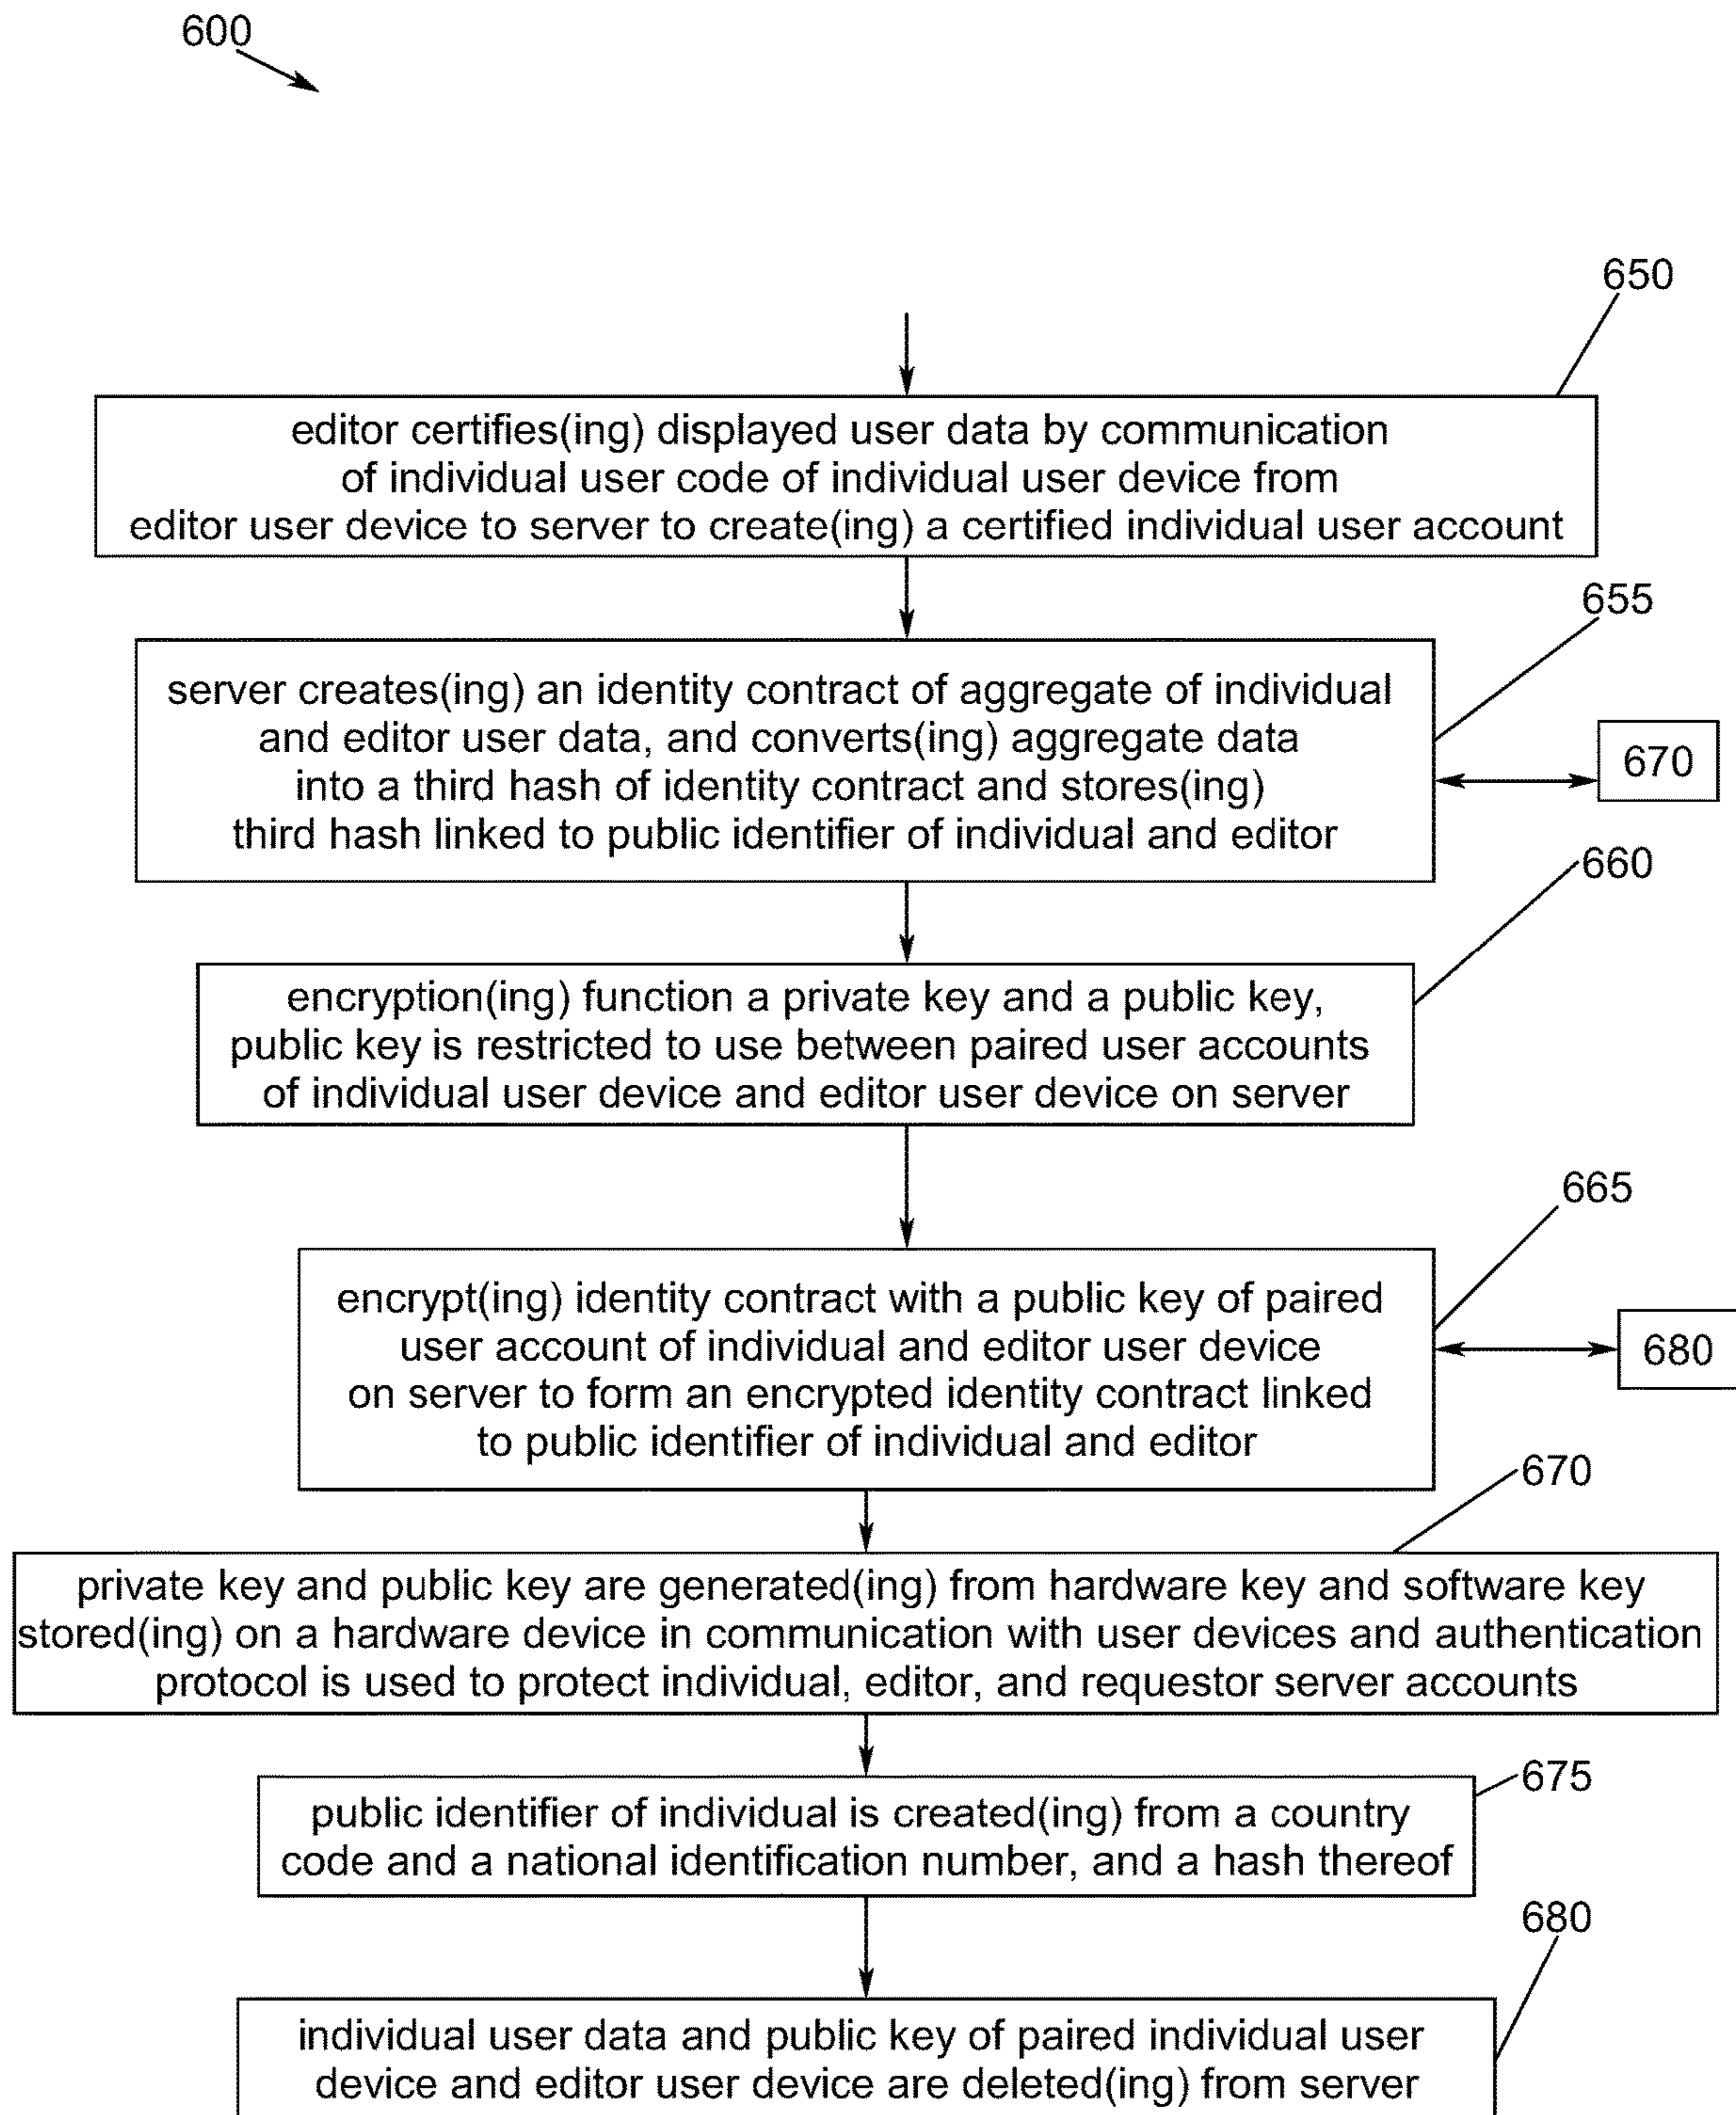 600
650
editor certifies(ing) displayed user data by communication
of individual user code of individual user device from
editor user device to server to create(ing) a certified individual user account
655
server creates(ing) an identity contract of aggregate of individual
and editor user data, and converts(ing) aggregate data
into a third hash of identity contract and stores(ing)
third hash linked to public identifier of individual and editor
670
660
encryption(ing) function a private key and a public key,
public key is restricted to use between paired user accounts
of individual user device and editor user device on server
665
encrypt(ing) identity contract with a public key of paired
user account of individual and editor user device
on server to form an encrypted identity contract linked
to public identifier of individual and editor
680
670
private key and public key are generated(ing) from hardware key and software key
stored(ing) on a hardware device in communication with user devices and authentication
protocol is used to protect individual, editor, and requestor server accounts
675
public identifier of individual is created(ing) from a country
code and a national identification number, and a hash thereof
680
individual user data and public key of paired individual user
device and editor user device are deleted(ing) from server